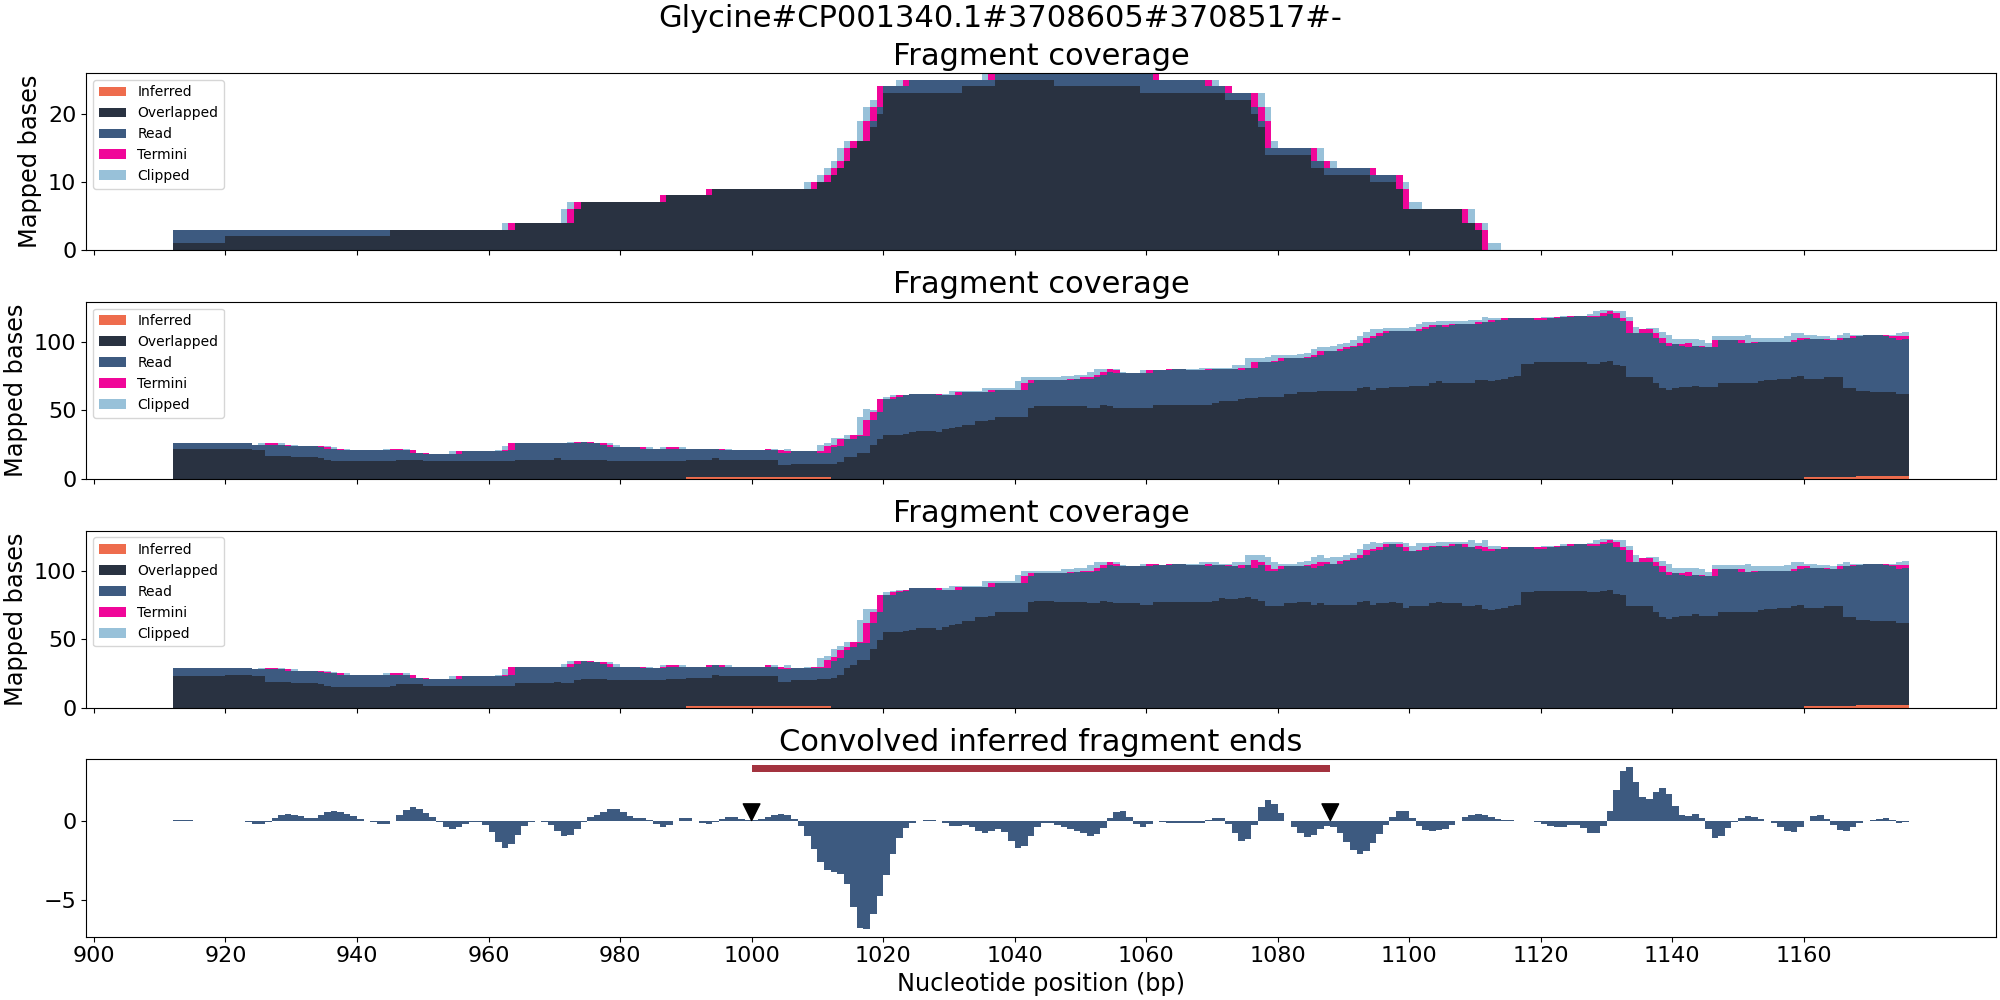 Glycine#CP001340.1#3708605#3708517#-
Fragment coverage
Mapped bases
20
10
0
Inferred
Overlapped
Read
Termini
Clipped
Fragment coverage
Mapped bases
100
50
0
Inferred
Overlapped
Read
Termini
Clipped
Fragment coverage
Mapped bases
100
50
0
Inferred
Overlapped
Read
Termini
Clipped
Convolved inferred fragment ends
0
−5
900 920 940 960 980 1000 1020 1040 1060 1080 1100 1120 1140 1160
Nucleotide position (bp)